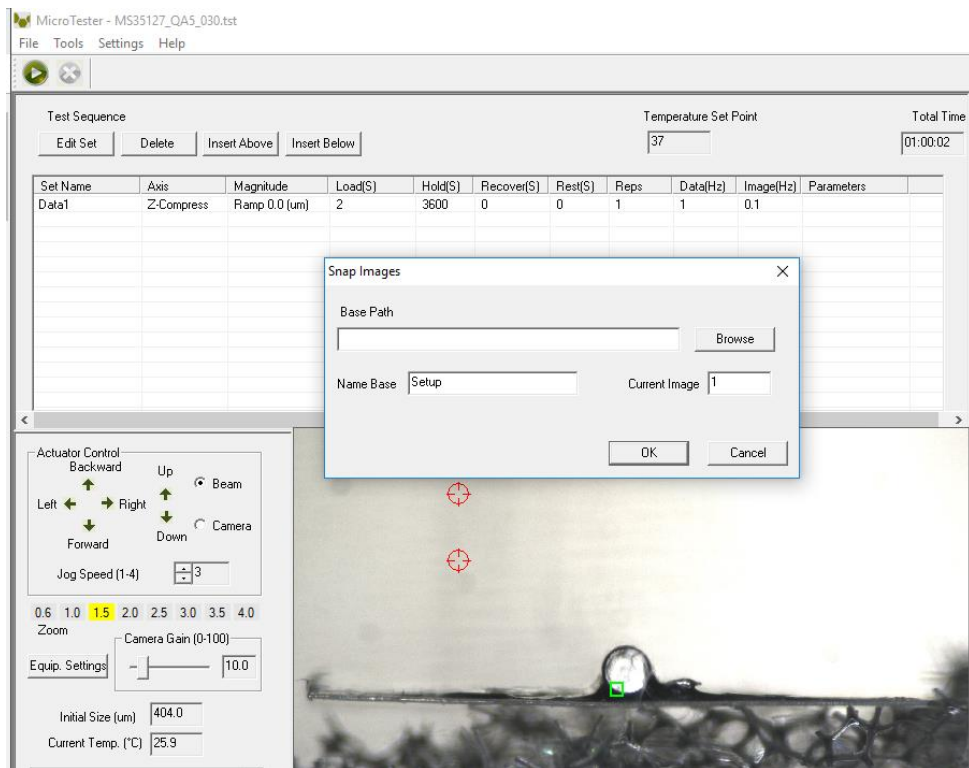 MicroTester - MS35127_QA5_030.tst
File Tools Settings Help
Test Sequence
Temperature Set Point
Total Time
Edit Set Delete Insert Above Insert Below
37
01:00:02
Set Name Axis Magnitude Load(S) Hold(S) Recover(S) Rest(S) Reps Data(Hz) Image(Hz) Parameters
Data1 Z-Compress Ramp 0.0 (um) 2 3600 0 0 1 1 0.1
Snap Images
Base Path
Browse
Name Base Setup Current Image 1
OK Cancel
Actuator Control
Backward
Up
Beam
Left Right
Camera
Down
Forward
Jog Speed (1-4) 3
0.6 1.0 1.5 2.0 2.5 3.0 3.5 4.0
Zoom
Camera Gain (0-100)
Equip. Settings 10.0
Initial Size (um) 404.0
Current Temp. (°C) 25.9